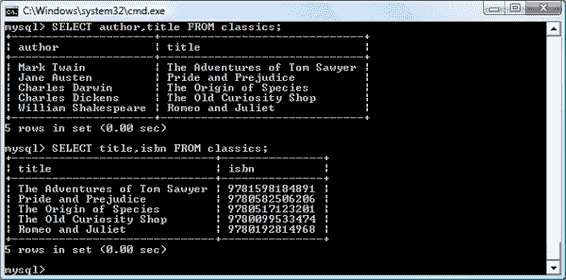 C:\Windows\system32\cmd.exe
mysql> SELECT author,title FROM classics;
+---------------------+------------------------------+
| author              | title                        |
+---------------------+------------------------------+
| Mark Twain          | The Adventures of Tom Sawyer |
| Jane Austen         | Pride and Prejudice          |
| Charles Darwin      | The Origin of Species        |
| Charles Dickens     | The Old Curiosity Shop       |
| William Shakespeare | Romeo and Juliet             |
+---------------------+------------------------------+
5 rows in set (0.00 sec)
mysql> SELECT title,isbn FROM classics;
+------------------------------+---------------+
| title                        | isbn          |
+------------------------------+---------------+
| The Adventures of Tom Sawyer | 9781598184891 |
| Pride and Prejudice          | 9780582506206 |
| The Origin of Species        | 9780517123201 |
| The Old Curiosity Shop       | 9780099533474 |
| Romeo and Juliet             | 9780192814968 |
+------------------------------+---------------+
5 rows in set (0.00 sec)
mysql>